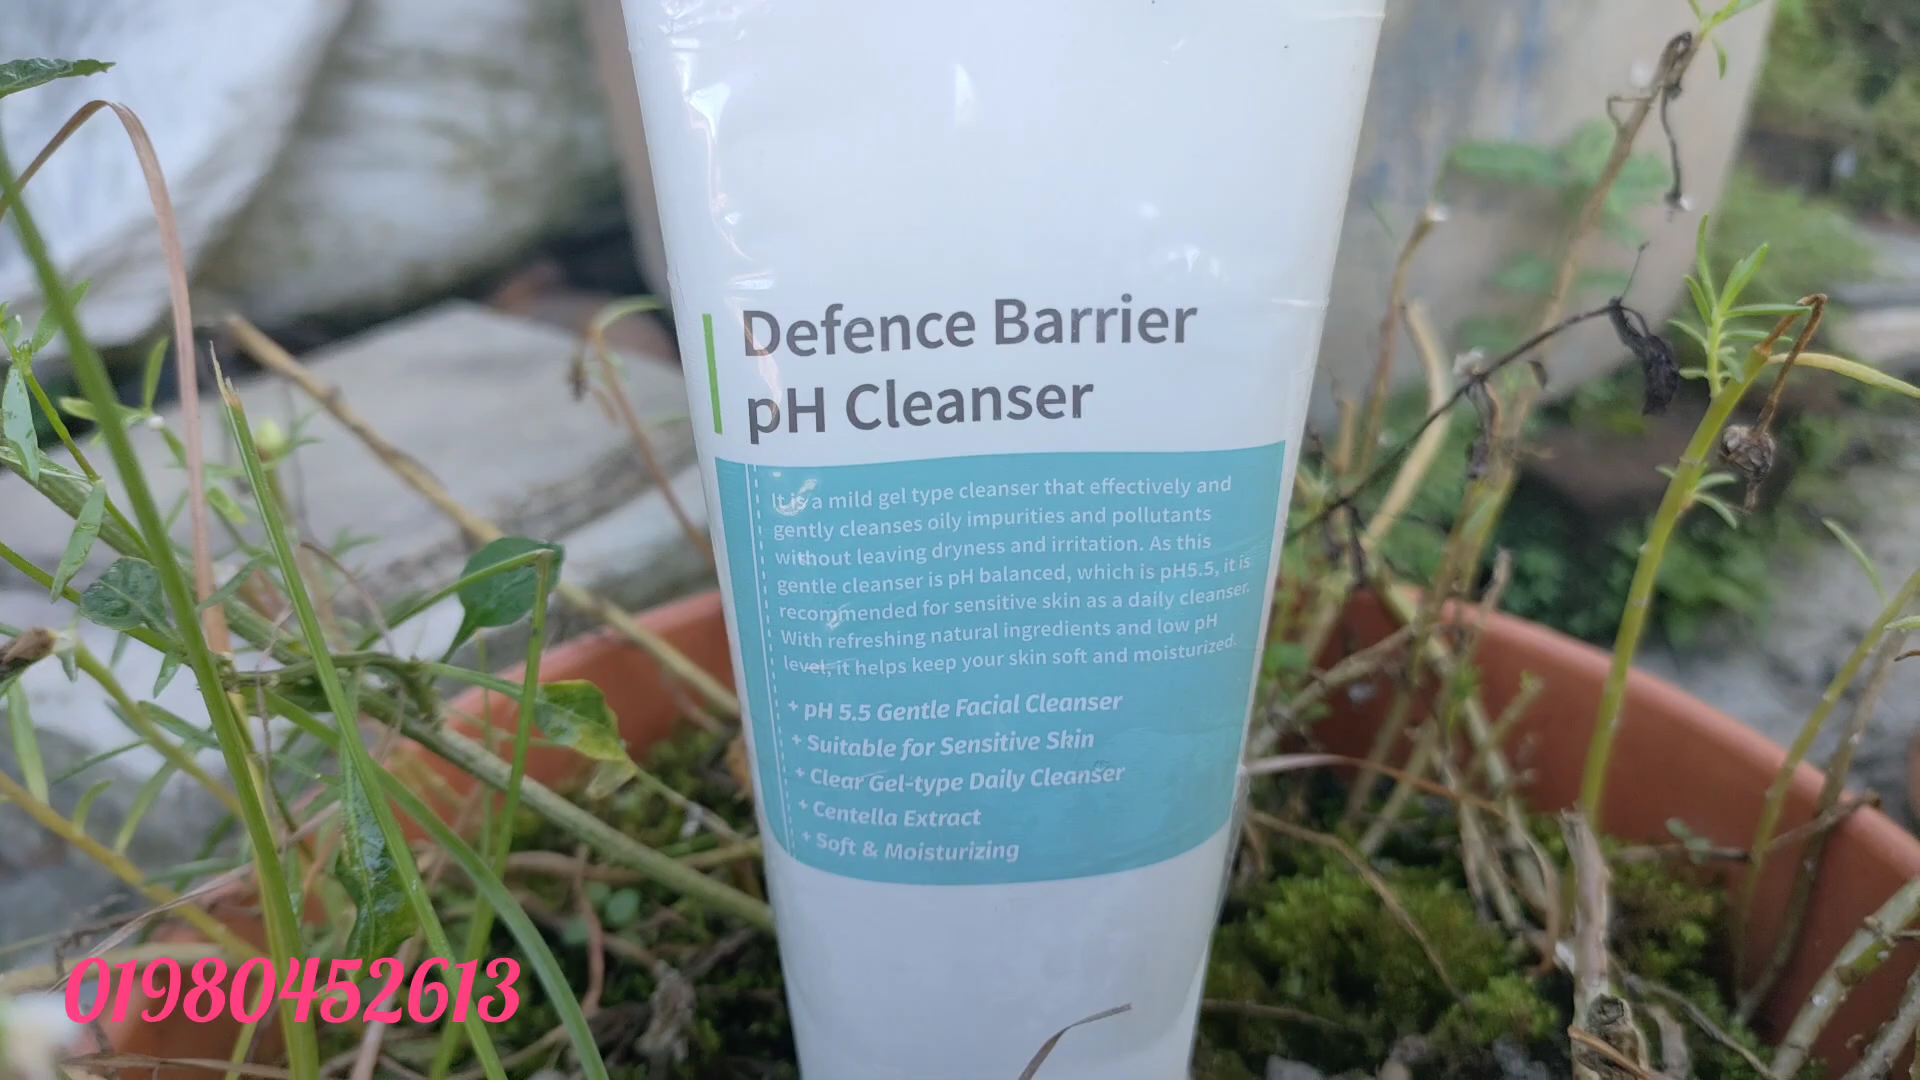 Defence Barrier
pH Cleanser
It is a mild gel type cleanser that effectively and
gently cleanses oily impurities and pollutants
without leaving dryness and irritation. As this
gentle cleanser is pH balanced, which is pH5.5, it is
recommended for sensitive skin as a daily cleanser.
With refreshing natural ingredients and low pH
level, it helps keep your skin soft and moisturized.
+ pH 5.5 Gentle Facial Cleanser
+ Suitable for Sensitive Skin
+ Clear Gel-type Daily Cleanser
+ Centella Extract
+ Soft & Moisturizing
01980452613